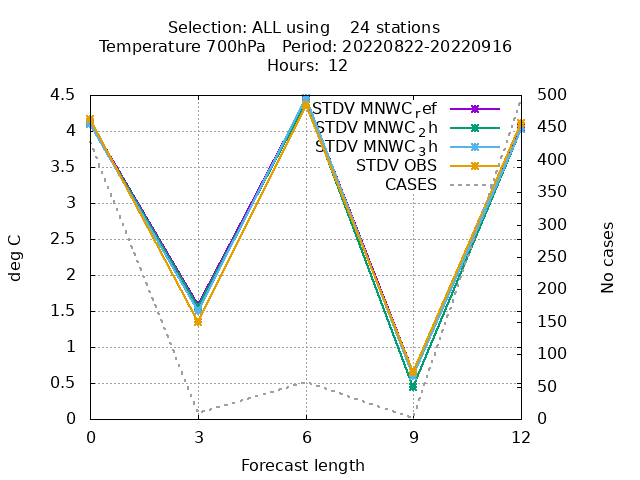 Selection: ALL using 24 stations
Temperature 700hPa Period: 20220822-20220916
Hours: 12
STDV MNWC_ref
STDV MNWC_2h
STDV MNWC_3h
STDV OBS
CASES
4.5
4
3.5
3
2.5
2
1.5
1
0.5
0
deg C
500
450
400
350
300
250
200
150
100
50
0
No cases
0 3 6 9 12
Forecast length